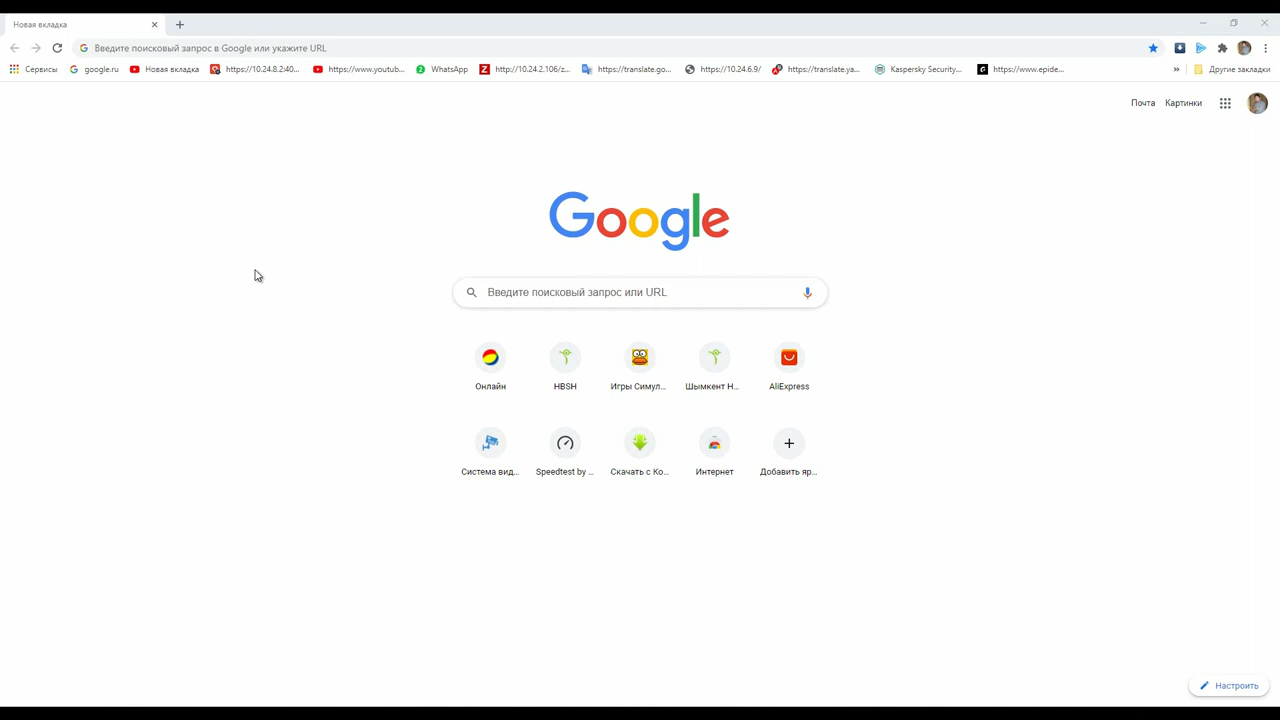 Новая вкладка
Введите поисковый запрос в Google или укажите URL
Сервисы google.ru Новая вкладка https://10.24.8.2:40... https://www.youtub... WhatsApp http://10.24.2.106/z... https://translate.go... https://10.24.6.9/ https://translate.ya... Kaspersky Security... https://www.epide... » Другие закладки
Почта Картинки
Google
Введите поисковый запрос или URL
Онлайн HBSH Игры Симул... Шымкент Н... AliExpress
Система вид... Speedtest by ... Скачать с Ко... Интернет Добавить яр...
Настроить